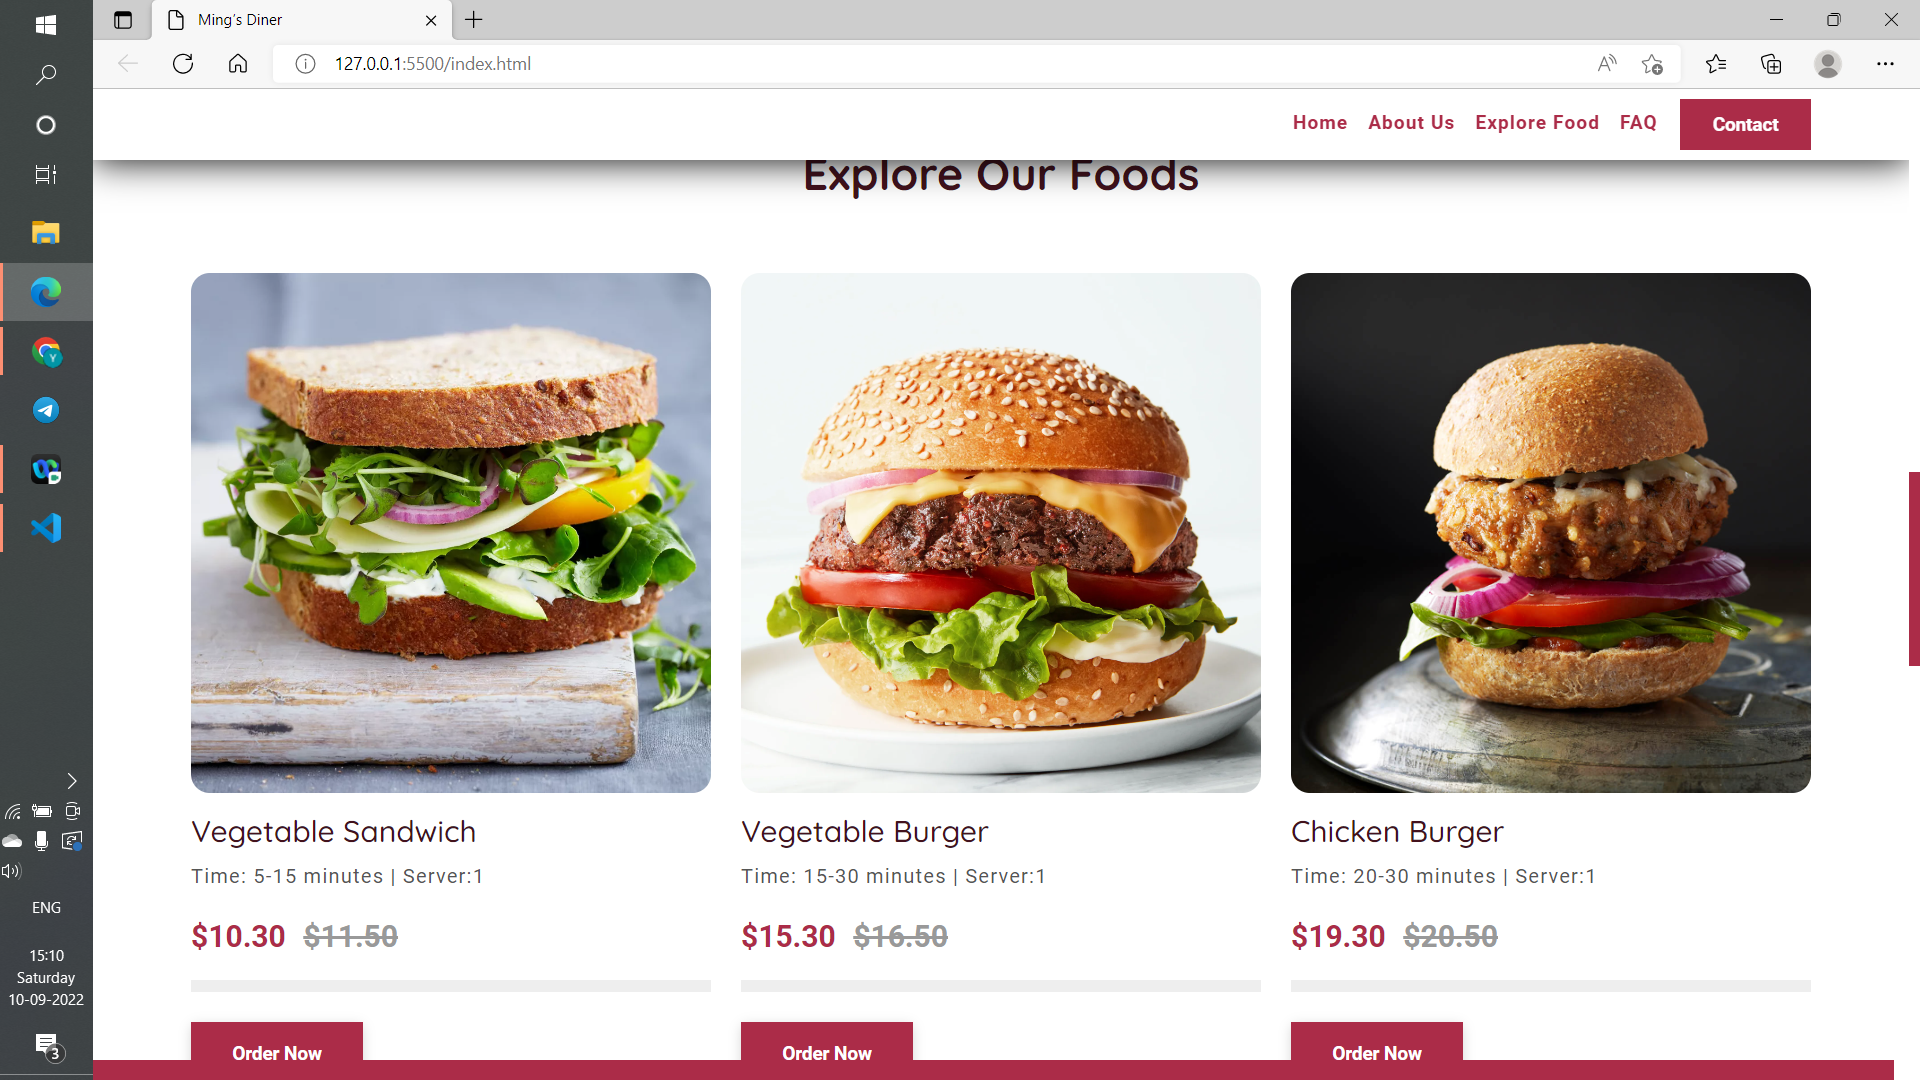 Ming's Diner
127.0.0.1:5500/index.html
Home About Us Explore Food FAQ Contact
Explore Our Foods
Vegetable Sandwich
Time: 5-15 minutes | Server:1
$10.30 $11.50
Order Now
Vegetable Burger
Time: 15-30 minutes | Server:1
$15.30 $16.50
Order Now
Chicken Burger
Time: 20-30 minutes | Server:1
$19.30 $20.50
Order Now
Y
ENG
15:10
Saturday
10-09-2022
3